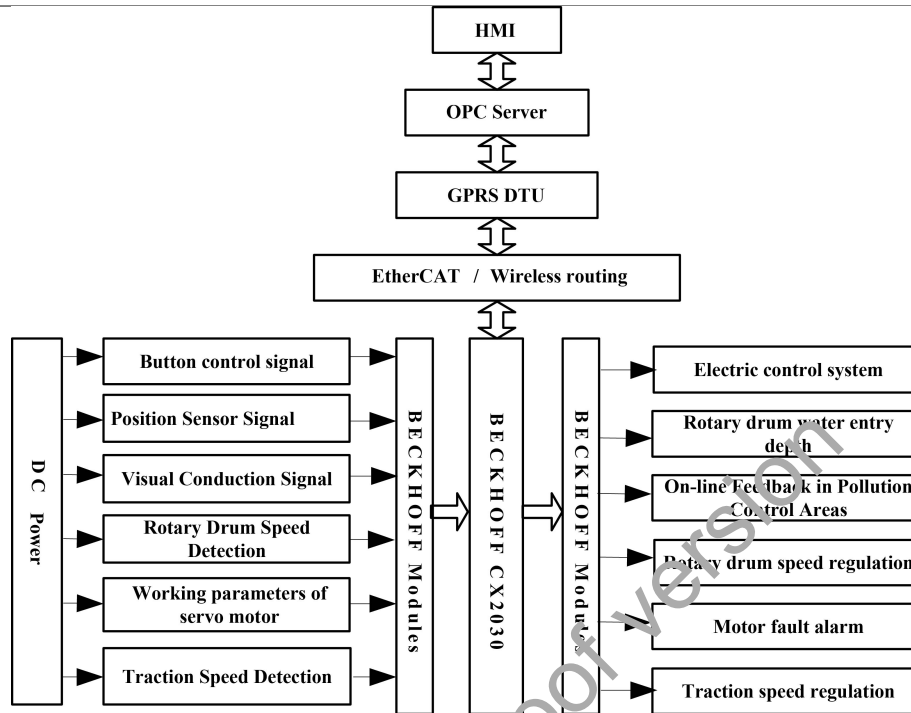 HMI
OPC Server
GPRS DTU
EtherCAT / Wireless routing
DC Power
Button control signal
Position Sensor Signal
Visual Conduction Signal
Rotary Drum Speed
Detection
Working parameters of
servo motor
Traction Speed Detection
BECKHOFF Modules
BECKHOFF CX2030
BECKHOFF Modules
Electric control system
Rotary drum water entry
depth
On-line Feedback in Pollution
Control Areas
Rotary drum speed regulation
Motor fault alarm
Traction speed regulation
oof version